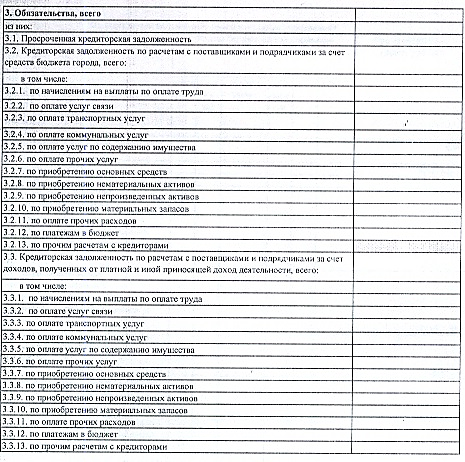 3. Обязательства, всего
из них:
3.1. Просроченная кредиторская задолженность
3.2. Кредиторская задолженность по расчетам с поставщиками и подрядчиками за счет
средств бюджета города, всего:
в том числе:
3.2.1. по начислениям на выплаты по оплате труда
3.2.2. по оплате услуг связи
3.2.3. по оплате транспортных услуг
3.2.4. по оплате коммунальных услуг
3.2.5. по оплате услуг по содержанию имущества
3.2.6. по оплате прочих услуг
3.2.7. по приобретению основных средств
3.2.8. по приобретению нематериальных активов
3.2.9. по приобретению непроизведенных активов
3.2.10. по приобретению материальных запасов
3.2.11. по оплате прочих расходов
3.2.12. по платежам в бюджет
3.2.13. по прочим расчетам с кредиторами
3.3. Кредиторская задолженность по расчетам с поставщиками и подрядчиками за счет
доходов, полученных от платной и иной приносящей доход деятельности, всего:
в том числе:
3.3.1. по начислениям на выплаты по оплате труда
3.3.2. по оплате услуг связи
3.3.3. по оплате транспортных услуг
3.3.4. по оплате коммунальных услуг
3.3.5. по оплате услуг по содержанию имущества
3.3.6. по оплате прочих услуг
3.3.7. по приобретению основных средств
3.3.8. по приобретению нематериальных активов
3.3.9. по приобретению непроизведенных активов
3.3.10. по приобретению материальных запасов
3.3.11. по оплате прочих расходов
3.3.12. по платежам в бюджет
3.3.13. по прочим расчетам с кредиторами